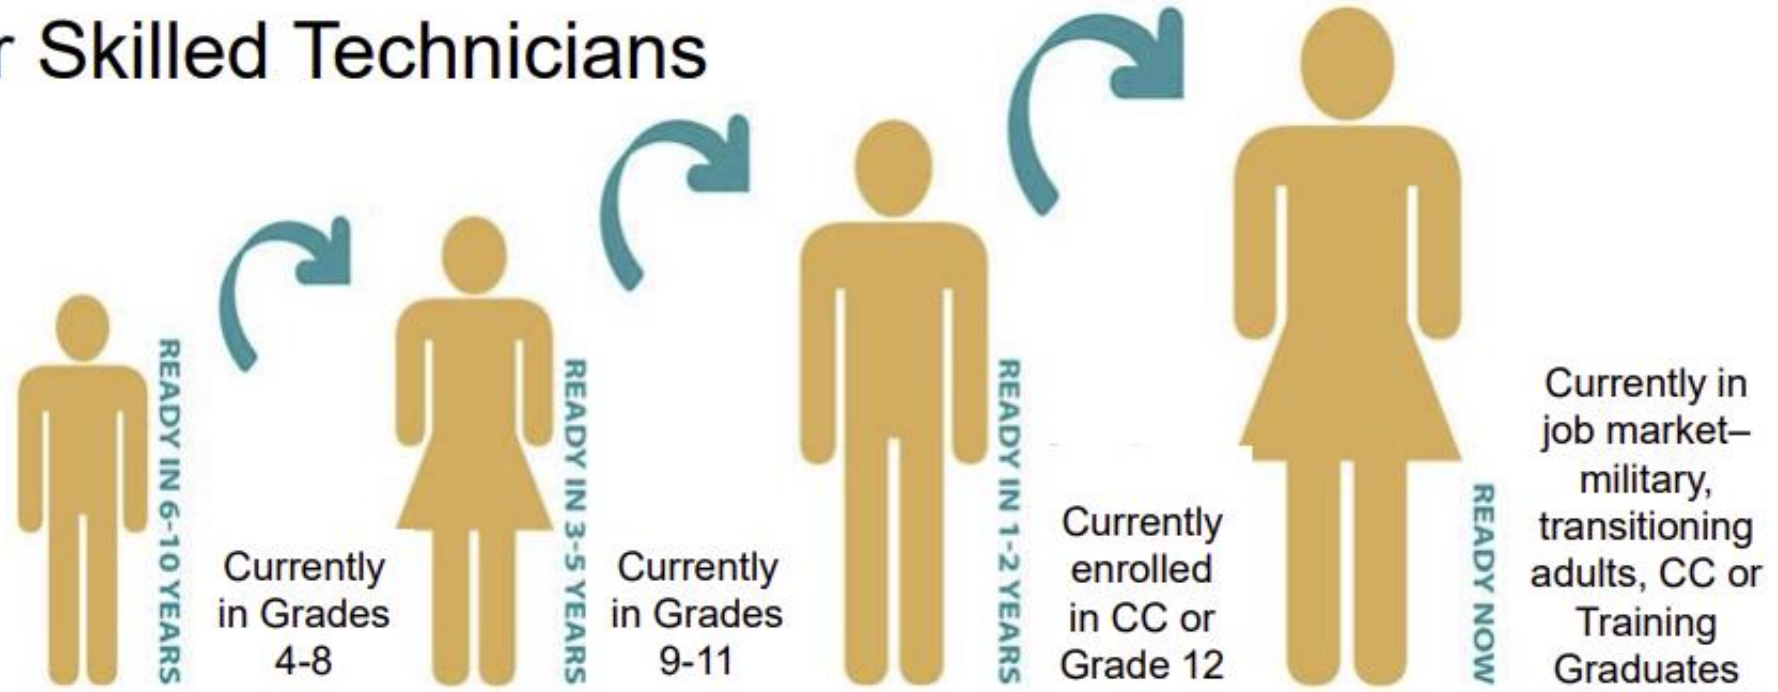 r Skilled Technicians
READY IN 6-10 YEARS
Currently
in Grades
4-8
READY IN 3-5 YEARS
Currently
in Grades
9-11
READY IN 1-2 YEARS
Currently
enrolled
in CC or
Grade 12
READY NOW
Currently in
job market–
military,
transitioning
adults, CC or
Training
Graduates